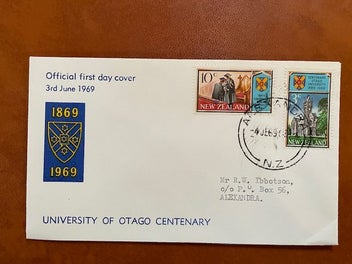 Official first day cover
3rd June 1969
1869
1969
UNIVERSITY OF OTAGO CENTENARY
10c
NEW ZEALAND
NEW ZEALAND
N.Z.
Mr R.W. Ibbotson,
c/o P.O. Box 56,
ALEXANDRA.